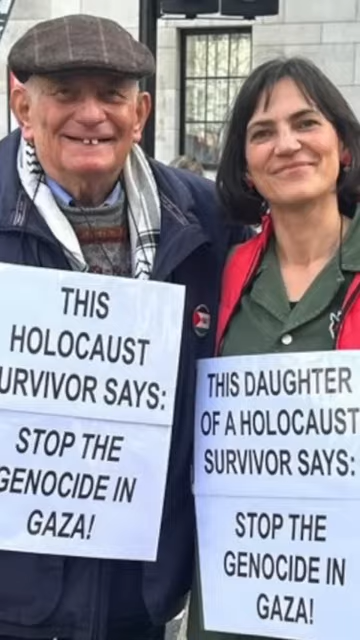 THIS
HOLOCAUST
URVIVOR SAYS:
STOP THE
GENOCIDE IN
GAZA!
THIS DAUGHTER
OF A HOLOCAUST
SURVIVOR SAYS:
STOP THE
GENOCIDE IN
GAZA!